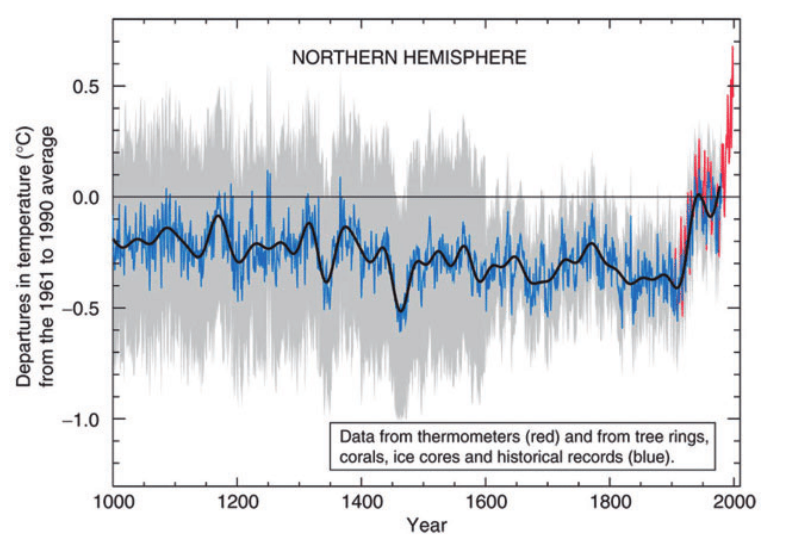 NORTHERN HEMISPHERE
Departures in temperature (°C)
from the 1961 to 1990 average
0.5
0.0
−0.5
−1.0
Data from thermometers (red) and from tree rings,
corals, ice cores and historical records (blue).
1000 1200 1400 1600 1800 2000
Year